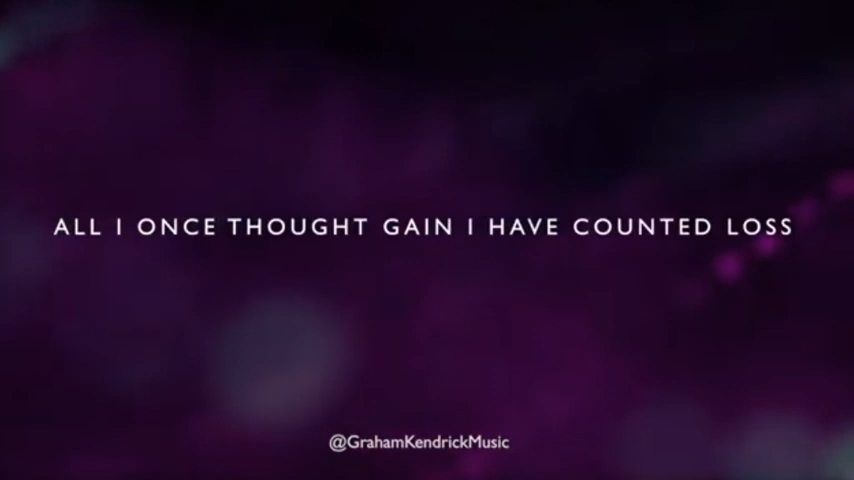 ALL I ONCE THOUGHT GAIN I HAVE COUNTED LOSS
@GrahamKendrickMusic